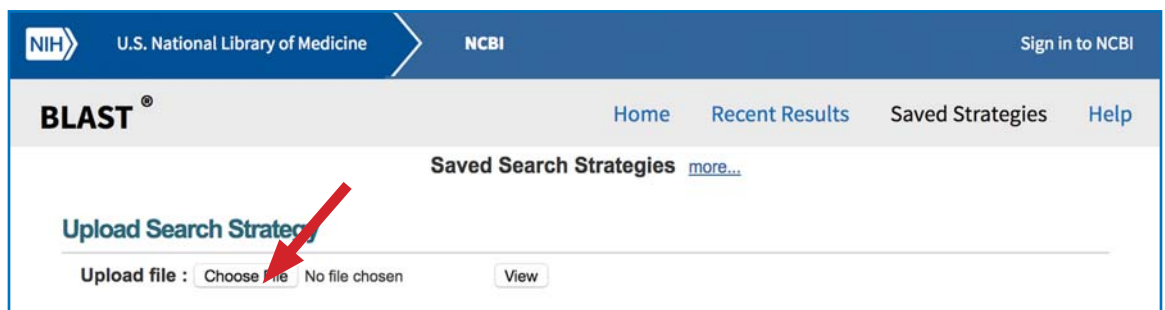 NIH U.S. National Library of Medicine NCBI Sign in to NCBI
BLAST ® Home Recent Results Saved Strategies Help
Saved Search Strategies more...
Upload Search Strategy
Upload file : Choose File No file chosen View